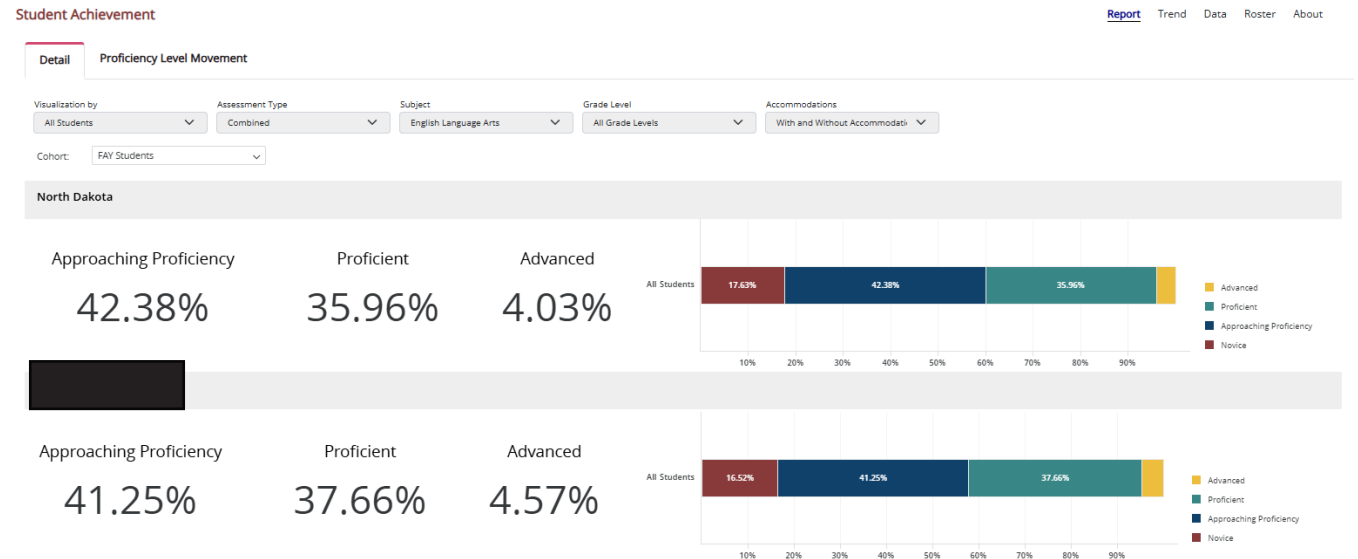 Student Achievement
Report Trend Data Roster About
Detail Proficiency Level Movement
Visualization by Assessment Type Subject Grade Level Accommodations
All Students Combined English Language Arts All Grade Levels With and Without Accommodati
Cohort: FAY Students
North Dakota
Approaching Proficiency Proficient Advanced
42.38% 35.96% 4.03%
All Students 17.63% 42.38% 35.96%
Advanced
Proficient
Approaching Proficiency
Novice
10% 20% 30% 40% 50% 60% 70% 80% 90%
Approaching Proficiency Proficient Advanced
41.25% 37.66% 4.57%
All Students 16.52% 41.25% 37.66%
Advanced
Proficient
Approaching Proficiency
Novice
10% 20% 30% 40% 50% 60% 70% 80% 90%